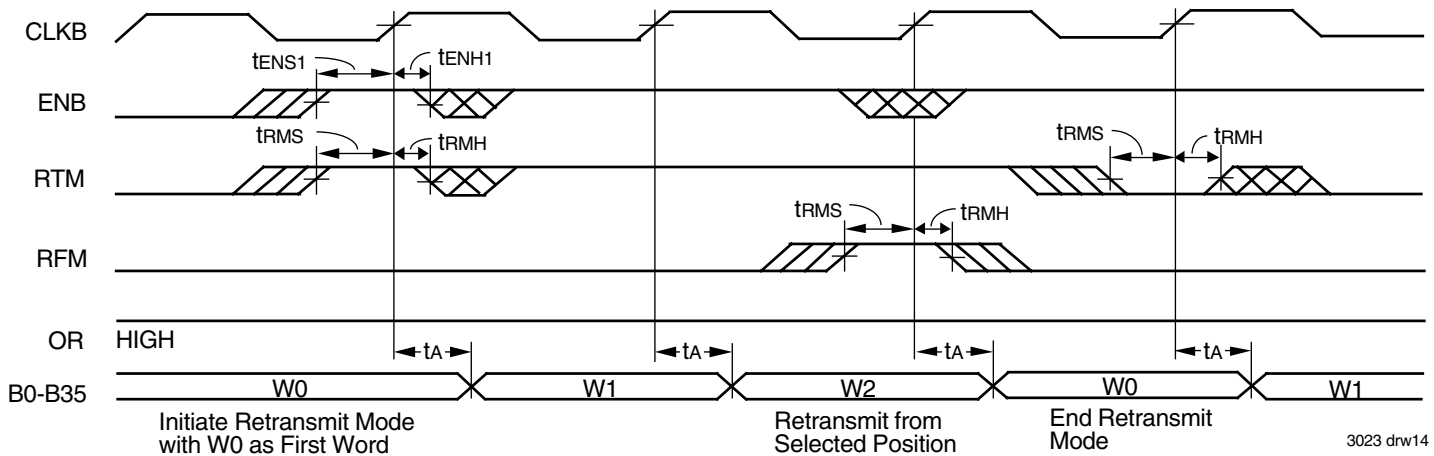 CLKB
tENS1 tENH1
ENB
tRMS tRMH tRMS tRMH
RTM
tRMS tRMH
RFM
OR HIGH
tA tA tA tA
B0-B35 W0 W1 W2 W0 W1
Initiate Retransmit Mode
with W0 as First Word
Retransmit from
Selected Position
End Retransmit
Mode
3023 drw14